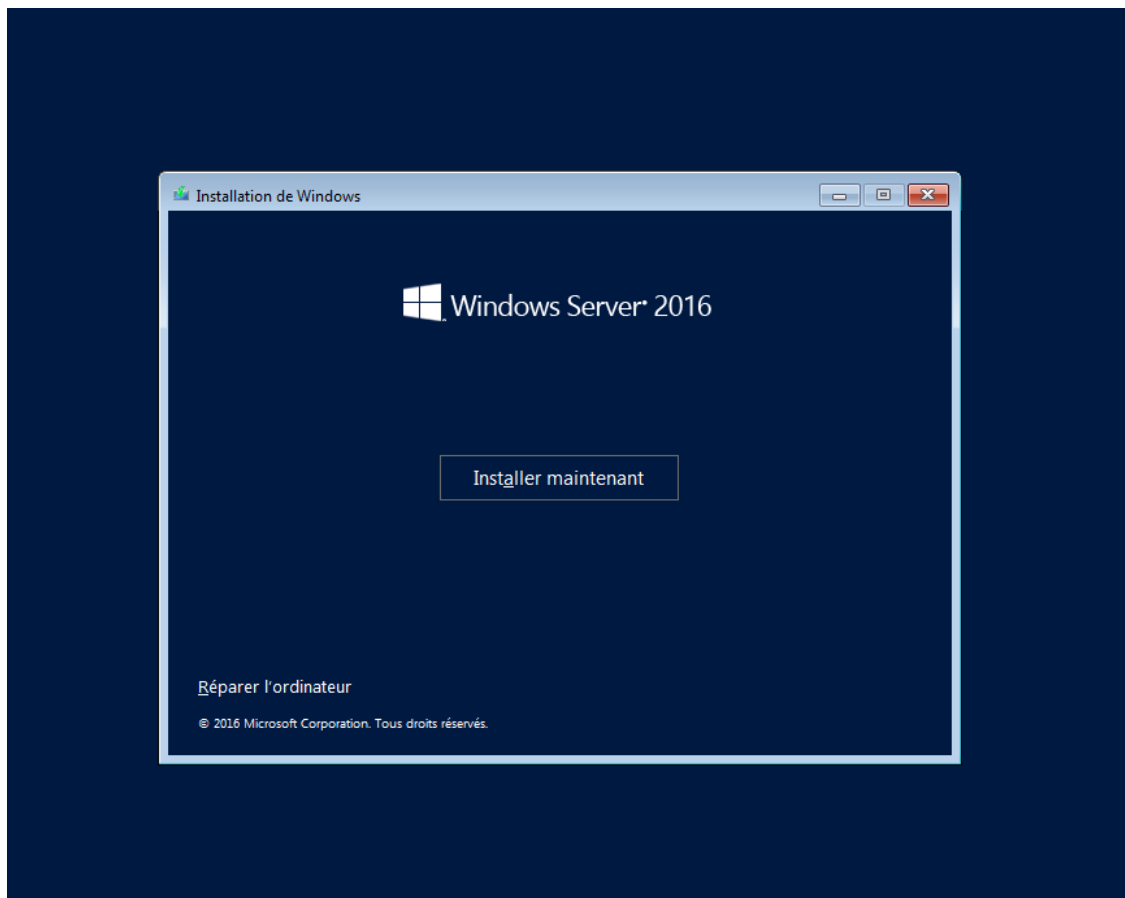 Installation de Windows
Windows Server 2016
Installer maintenant
Réparer l'ordinateur
© 2016 Microsoft Corporation. Tous droits réservés.